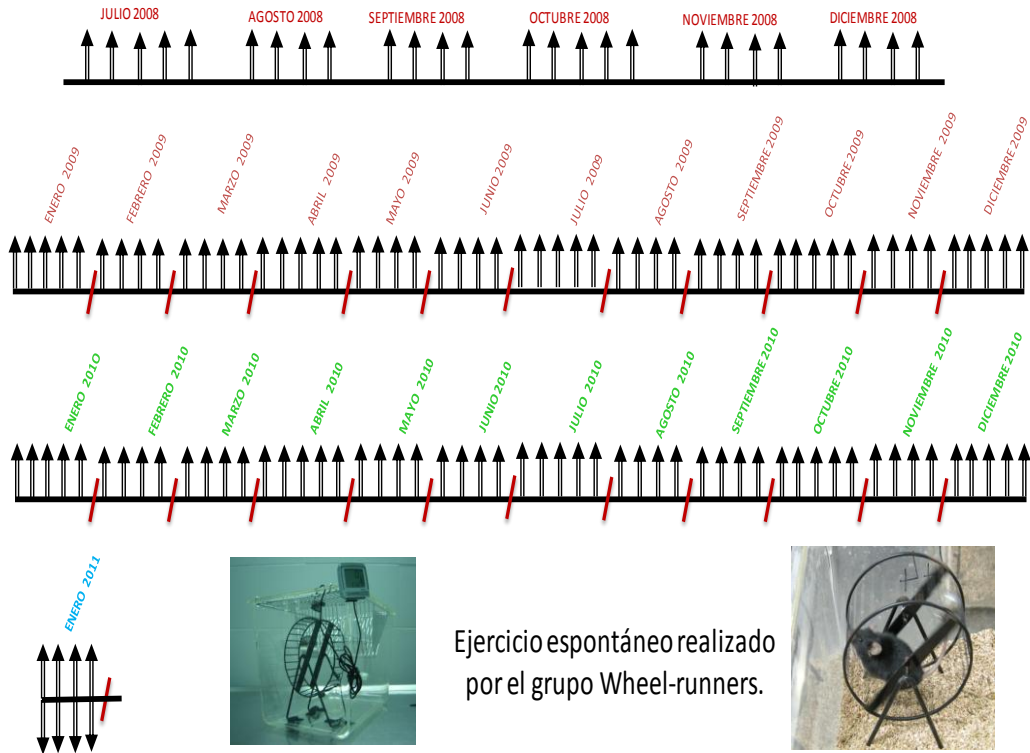 JULIO 2008
AGOSTO 2008
SEPTIEMBRE 2008
OCTUBRE 2008
NOVIEMBRE 2008
DICIEMBRE 2008
ENERO 2009
FEBRERO 2009
MARZO 2009
ABRIL 2009
MAYO 2009
JUNIO 2009
JULIO 2009
AGOSTO 2009
SEPTIEMBRE 2009
OCTUBRE 2009
NOVIEMBRE 2009
DICIEMBRE 2009
ENERO 201O
FEBRERO 2010
MARZO 2010
ABRIL 2010
MAYO 2010
JUNIO 2010
JULIO 2010
AGOSTO 2010
SEPTIEMBRE 2010
OCTUBRE 2010
NOVIEMBRE 2010
DICIEMBRE 2010
ENERO 2011
Ejercicio espontáneo realizado
por el grupo Wheel-runners.